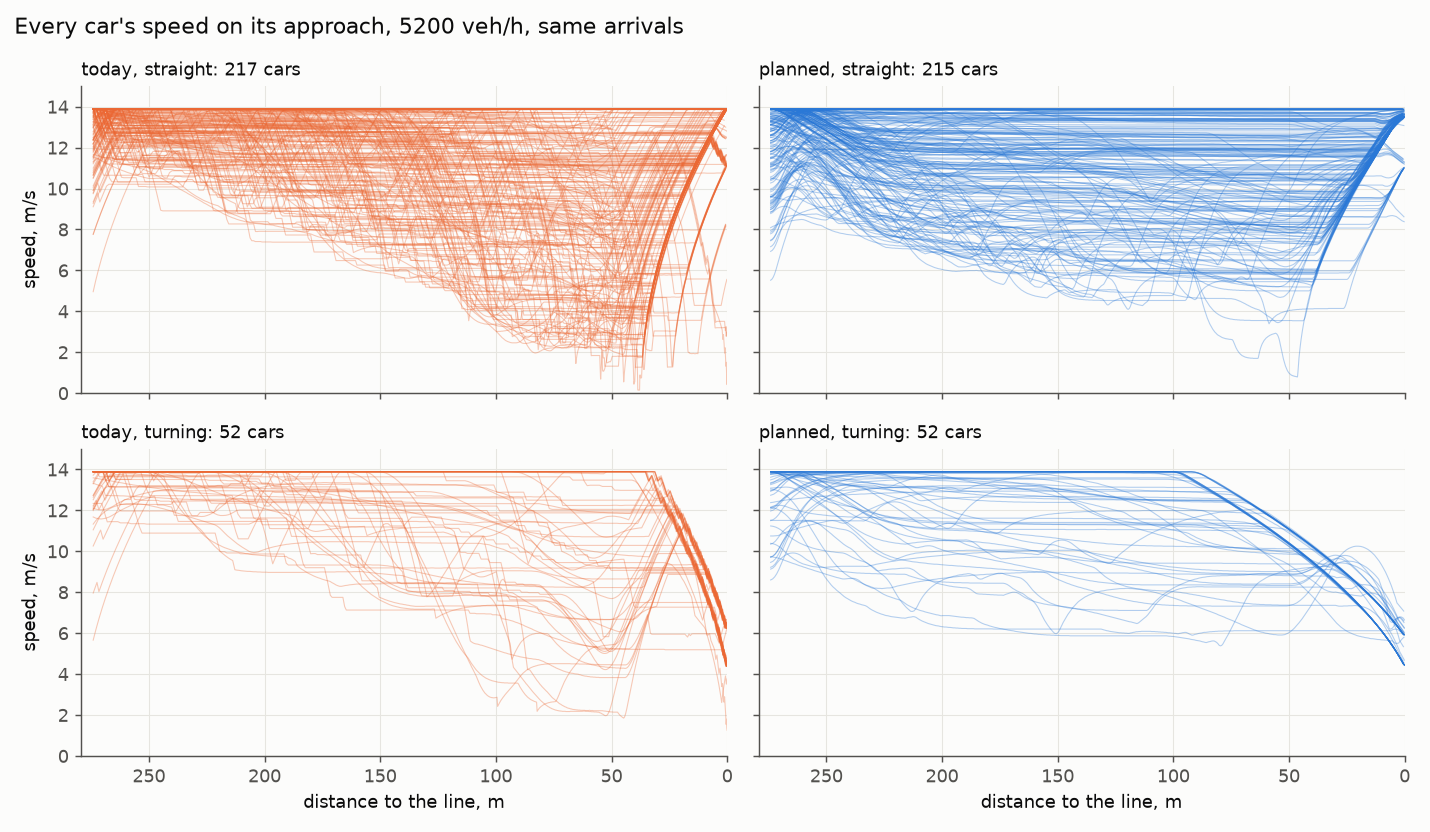 Every car's speed on its approach, 5200 veh/h, same arrivals
today, straight: 217 cars
planned, straight: 215 cars
14
12
10
8
6
4
2
0
speed, m/s
today, turning: 52 cars
planned, turning: 52 cars
14
12
10
8
6
4
2
0
speed, m/s
250 200 150 100 50 0
250 200 150 100 50 0
distance to the line, m
distance to the line, m